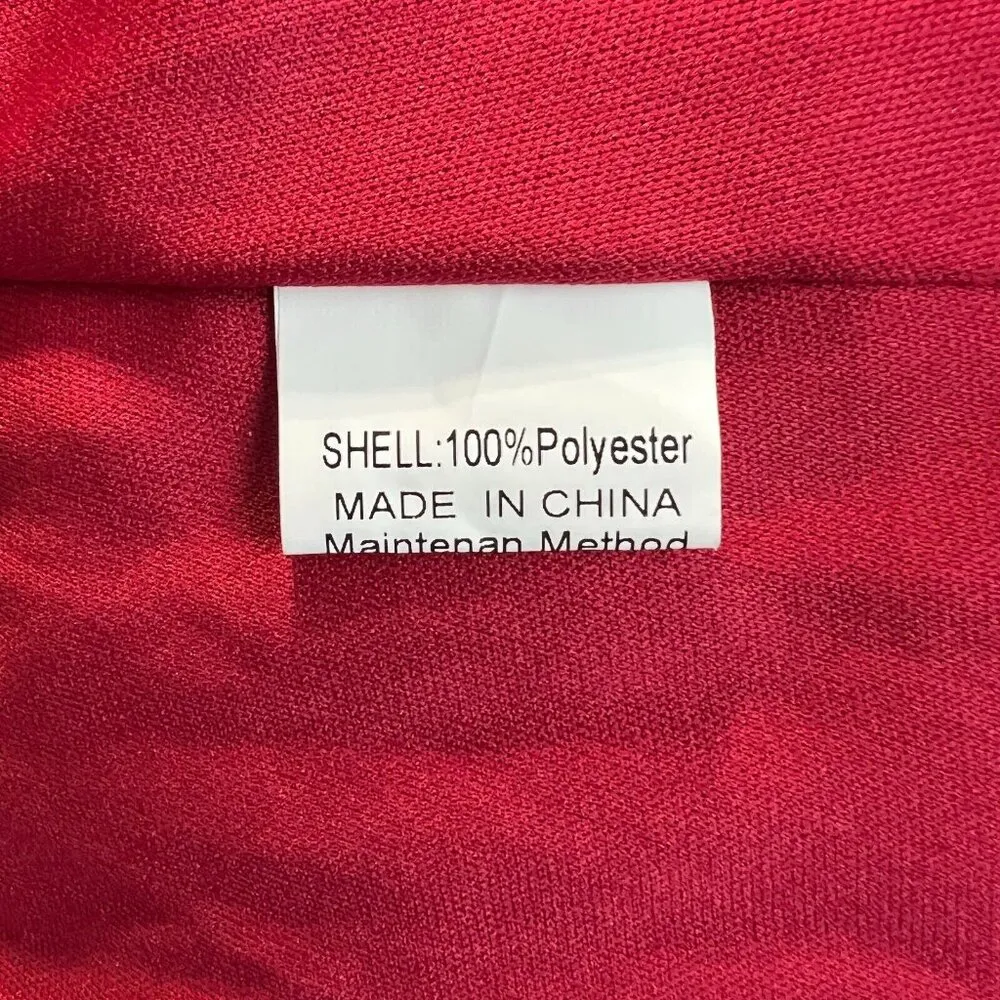 SHELL:100%Polyester
MADE IN CHINA
Maintenan Method